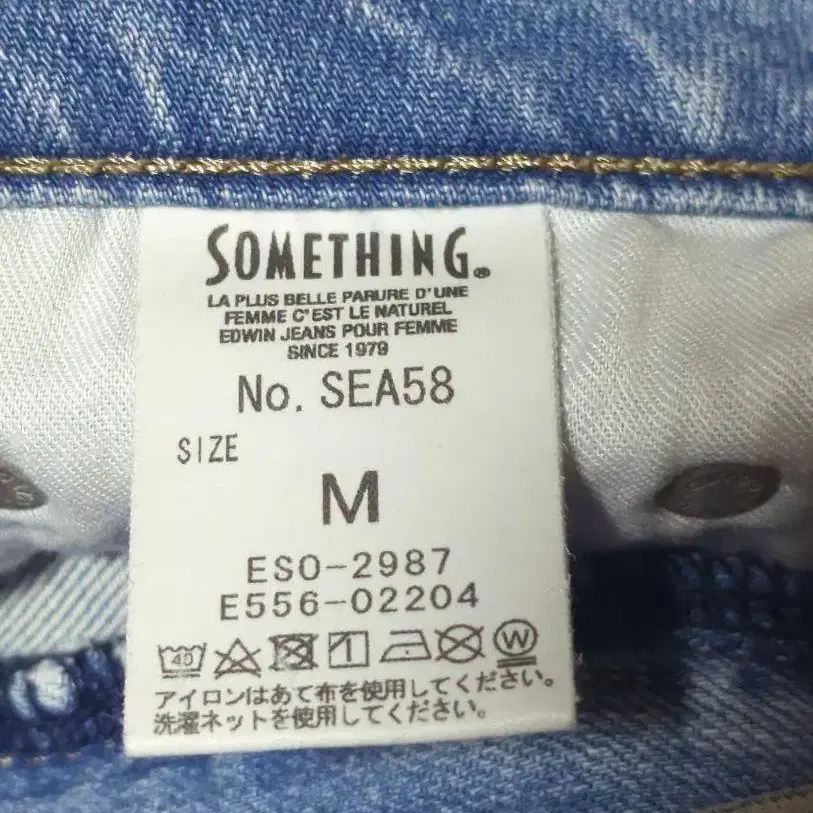 SOMETHING®
LA PLUS BELLE PARURE D'UNE
FEMME C'EST LE NATUREL
EDWIN JEANS POUR FEMME
SINCE 1979
No. SEA58
SIZE
M
ESO-2987
E556-02204
40 W
アイロンはあて布を使用してください。
洗濯ネットを使用してください。